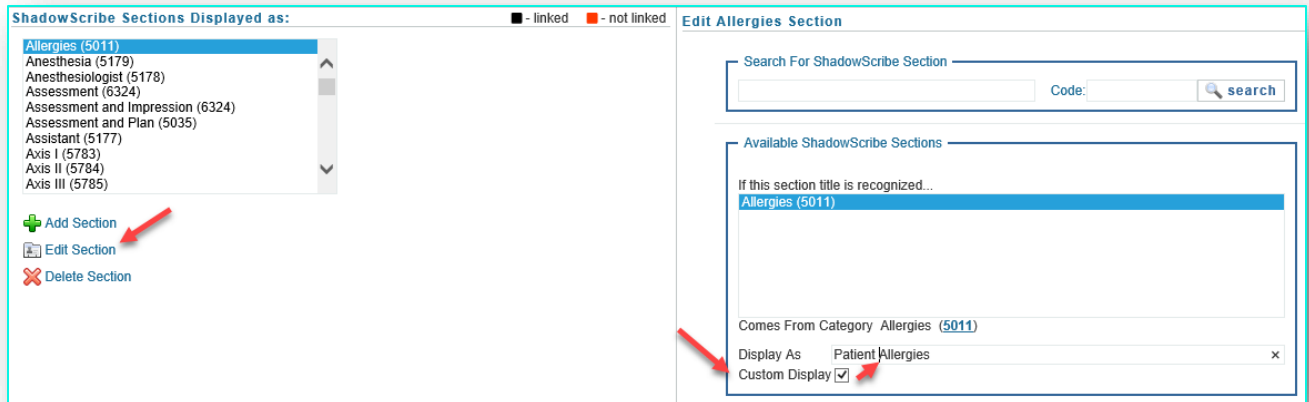 ShadowScribe Sections Displayed as:
- linked
- not linked
Allergies (5011)
Anesthesia (5179)
Anesthesiologist (5178)
Assessment (6324)
Assessment and Impression (6324)
Assessment and Plan (5035)
Assistant (5177)
Axis I (5783)
Axis II (5784)
Axis III (5785)
Add Section
Edit Section
Delete Section
Edit Allergies Section
Search For ShadowScribe Section
Code: search
Available ShadowScribe Sections
If this section title is recognized...
Allergies (5011)
Comes From Category Allergies (5011)
Display As Patient Allergies ×
Custom Display